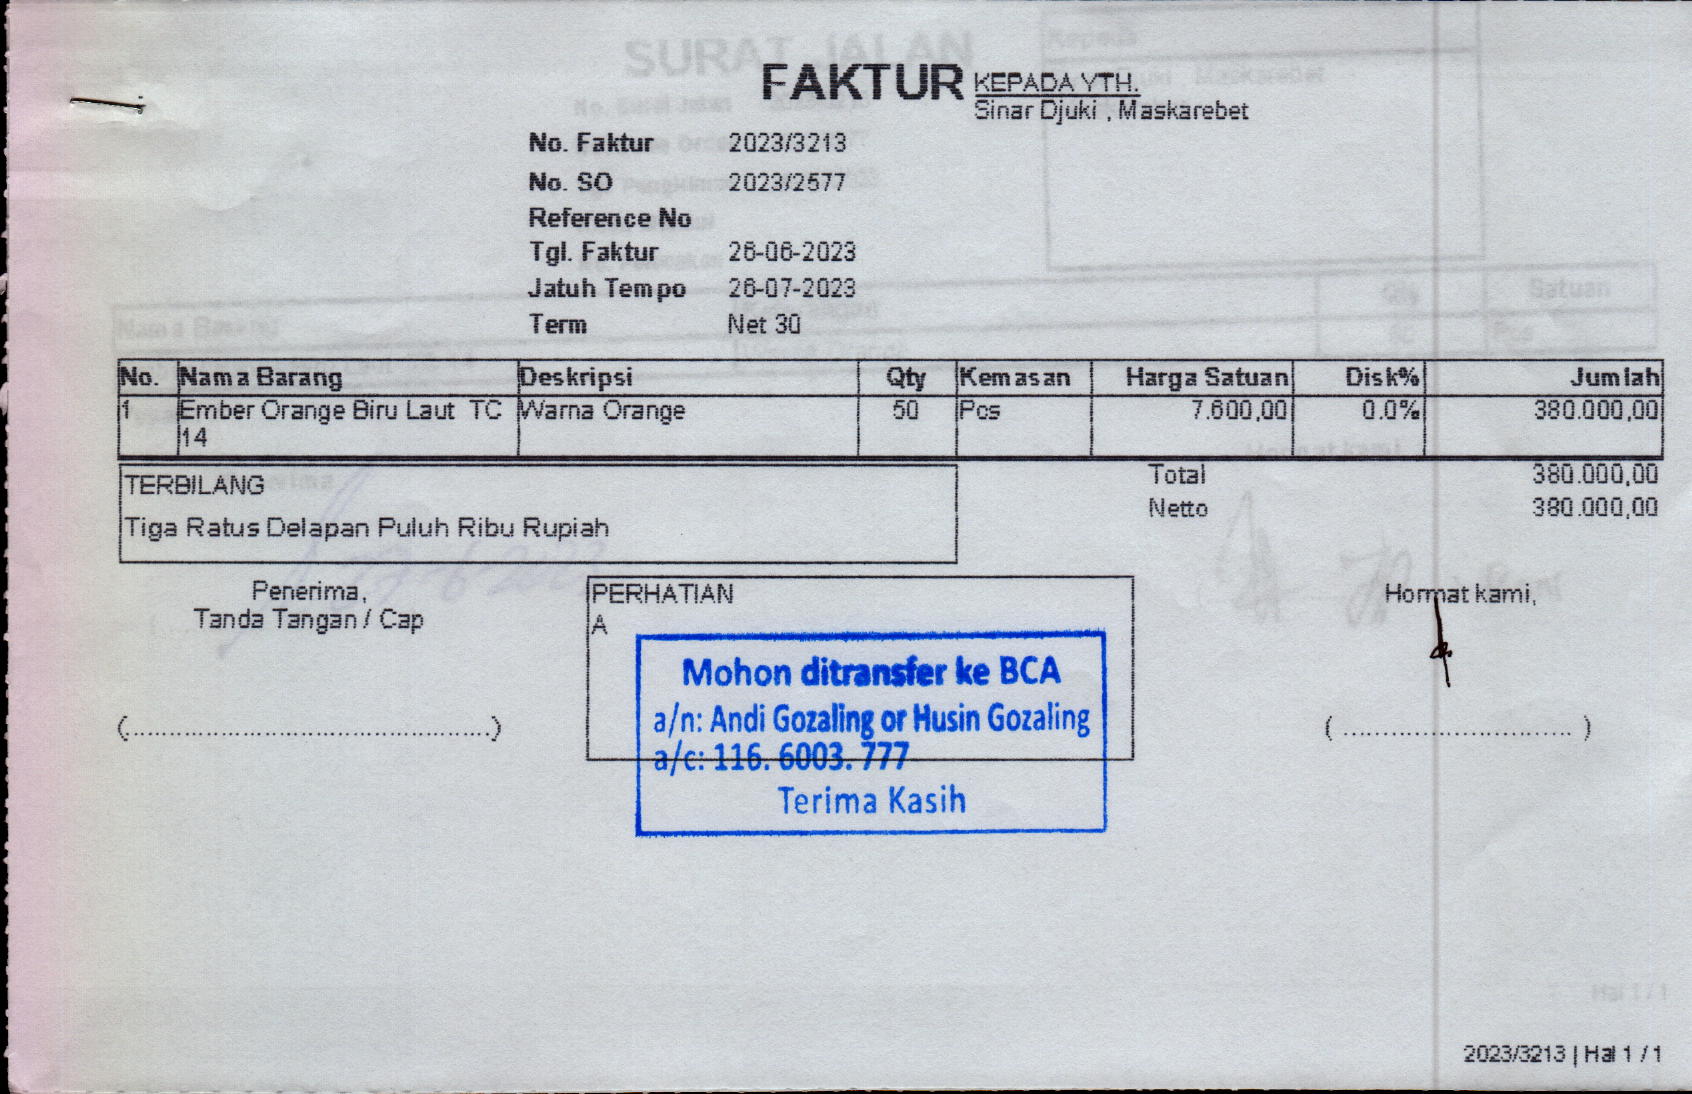 FAKTUR
KEPADA YTH.
Sinar Djuki , Maskarebet
No. Faktur 2023/3213
No. SO 2023/2577
Reference No
Tgl. Faktur 26-06-2023
Jatuh Tempo 26-07-2023
Term Net 30
No. Nama Barang Deskripsi Qty Kemasan Harga Satuan Disk% Jumlah
1 Ember Orange Biru Laut TC Warna Orange 50 Pcs 7.600,00 0.0% 380.000,00
14
TERBILANG
Tiga Ratus Delapan Puluh Ribu Rupiah
Total 380.000,00
Netto 380.000,00
Penerima,
Tanda Tangan / Cap
(................................................)
PERHATIAN
A
Mohon ditransfer ke BCA
a/n: Andi Gozaling or Husin Gozaling
a/c: 116. 6003. 777
Terima Kasih
Hormat kami,
( ............................. )
2023/3213 | Hal 1 / 1